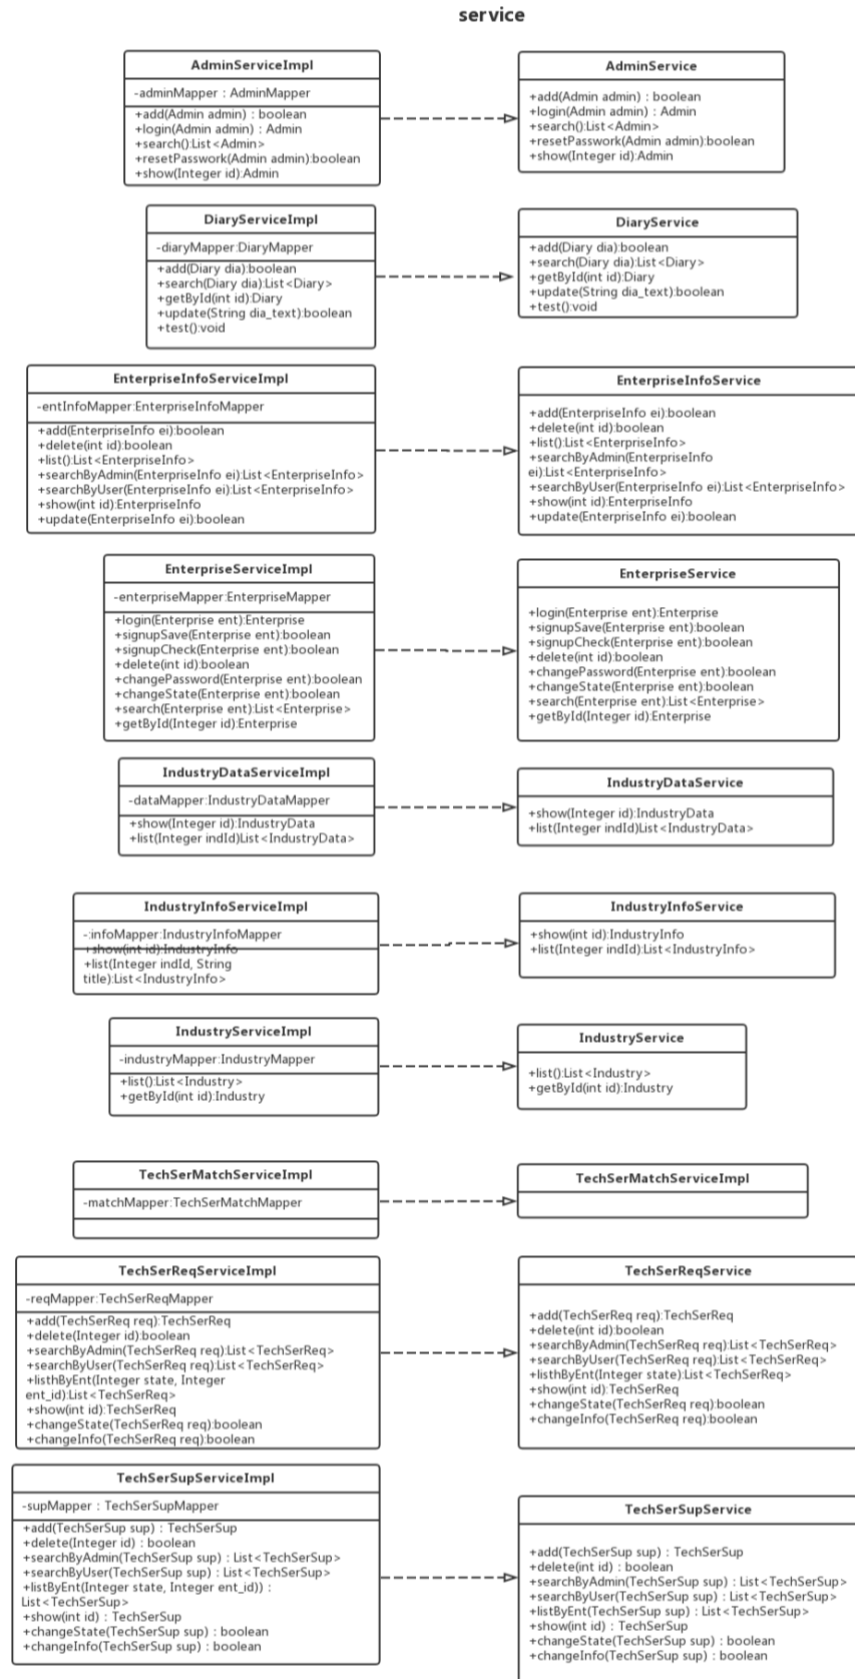 service
AdminServiceImpl
-adminMapper : AdminMapper
+add(Admin admin) : boolean
+login(Admin admin) : Admin
+search():List<Admin>
+resetPasswork(Admin admin):boolean
+show(Integer id):Admin
AdminService
+add(Admin admin) : boolean
+login(Admin admin) : Admin
+search():List<Admin>
+resetPasswork(Admin admin):boolean
+show(Integer id):Admin
DiaryServiceImpl
-diaryMapper:DiaryMapper
+add(Diary dia):boolean
+search(Diary dia):List<Diary>
+getById(int id):Diary
+update(String dia_text):boolean
+test():void
DiaryService
+add(Diary dia):boolean
+search(Diary dia):List<Diary>
+getById(int id):Diary
+update(String dia_text):boolean
+test():void
EnterpriseInfoServiceImpl
-entInfoMapper:EnterpriseInfoMapper
+add(EnterpriseInfo ei):boolean
+delete(int id):boolean
+list():List<EnterpriseInfo>
+searchByAdmin(EnterpriseInfo ei):List<EnterpriseInfo>
+searchByUser(EnterpriseInfo ei):List<EnterpriseInfo>
+show(int id):EnterpriseInfo
+update(EnterpriseInfo ei):boolean
EnterpriseInfoService
+add(EnterpriseInfo ei):boolean
+delete(int id):boolean
+list():List<EnterpriseInfo>
+searchByAdmin(EnterpriseInfo
ei):List<EnterpriseInfo>
+searchByUser(EnterpriseInfo ei):List<EnterpriseInfo>
+show(int id):EnterpriseInfo
+update(EnterpriseInfo ei):boolean
EnterpriseServiceImpl
-enterpriseMapper:EnterpriseMapper
+login(Enterprise ent):Enterprise
+signupSave(Enterprise ent):boolean
+signupCheck(Enterprise ent):boolean
+delete(int id):boolean
+changePassword(Enterprise ent):boolean
+changeState(Enterprise ent):boolean
+search(Enterprise ent):List<Enterprise>
+getById(Integer id):Enterprise
EnterpriseService
+login(Enterprise ent):Enterprise
+signupSave(Enterprise ent):boolean
+signupCheck(Enterprise ent):boolean
+delete(int id):boolean
+changePassword(Enterprise ent):boolean
+changeState(Enterprise ent):boolean
+search(Enterprise ent):List<Enterprise>
+getById(Integer id):Enterprise
IndustryDataServiceImpl
-dataMapper:IndustryDataMapper
+show(Integer id):IndustryData
+list(Integer indId)List<IndustryData>
IndustryDataService
+show(Integer id):IndustryData
+list(Integer indId)List<IndustryData>
IndustryInfoServiceImpl
-:infoMapper:IndustryInfoMapper
+show(int id):IndustryInfo
+list(Integer indId, String
title):List<IndustryInfo>
IndustryInfoService
+show(int id):IndustryInfo
+list(Integer indId):List<IndustryInfo>
IndustryServiceImpl
-industryMapper:IndustryMapper
+list():List<Industry>
+getById(int id):Industry
IndustryService
+list():List<Industry>
+getById(int id):Industry
TechSerMatchServiceImpl
-matchMapper:TechSerMatchMapper
TechSerMatchServiceImpl
TechSerReqServiceImpl
-reqMapper:TechSerReqMapper
+add(TechSerReq req):TechSerReq
+delete(Integer id):boolean
+searchByAdmin(TechSerReq req):List<TechSerReq>
+searchByUser(TechSerReq req):List<TechSerReq>
+listhByEnt(Integer state, Integer
ent_id):List<TechSerReq>
+show(int id):TechSerReq
+changeState(TechSerReq req):boolean
+changeInfo(TechSerReq req):boolean
TechSerReqService
+add(TechSerReq req):TechSerReq
+delete(int id):boolean
+searchByAdmin(TechSerReq req):List<TechSerReq>
+searchByUser(TechSerReq req):List<TechSerReq>
+listhByEnt(Integer state):List<TechSerReq>
+show(int id):TechSerReq
+changeState(TechSerReq req):boolean
+changeInfo(TechSerReq req):boolean
TechSerSupServiceImpl
-supMapper : TechSerSupMapper
+add(TechSerSup sup) : TechSerSup
+delete(Integer id) : boolean
+searchByAdmin(TechSerSup sup) : List<TechSerSup>
+searchByUser(TechSerSup sup) : List<TechSerSup>
+listByEnt(Integer state, Integer ent_id)) :
List<TechSerSup>
+show(int id) : TechSerSup
+changeState(TechSerSup sup) : boolean
+changeInfo(TechSerSup sup) : boolean
TechSerSupService
+add(TechSerSup sup) : TechSerSup
+delete(int id) : boolean
+searchByAdmin(TechSerSup sup) : List<TechSerSup>
+searchByUser(TechSerSup sup) : List<TechSerSup>
+listByEnt(TechSerSup sup) : List<TechSerSup>
+show(int id) : TechSerSup
+changeState(TechSerSup sup) : boolean
+changeInfo(TechSerSup sup) : boolean